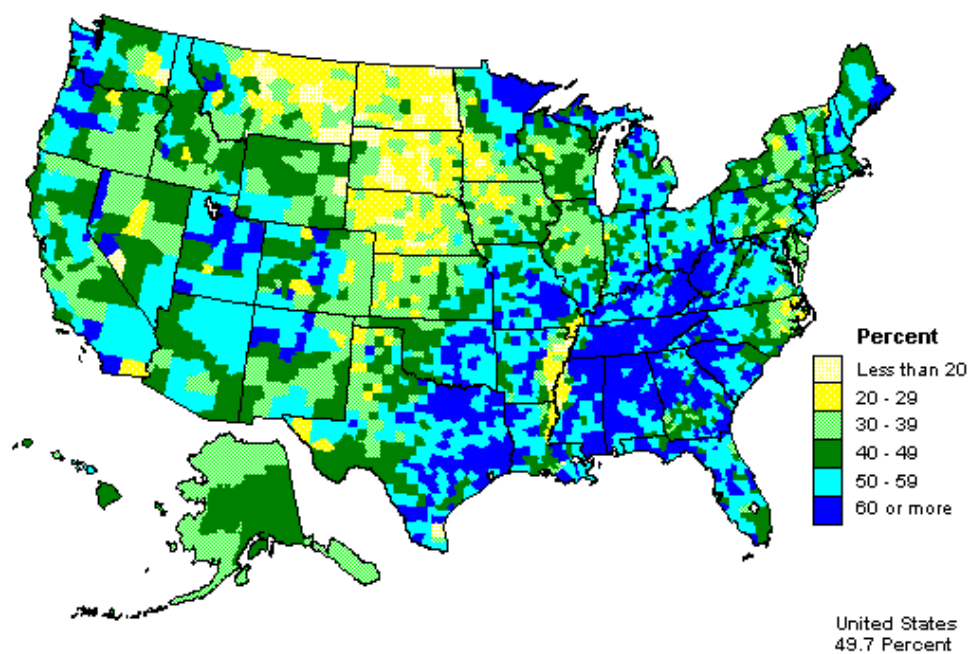 Percent
Less than 20
20 - 29
30 - 39
40 - 49
50 - 59
60 or more
United States
49.7 Percent